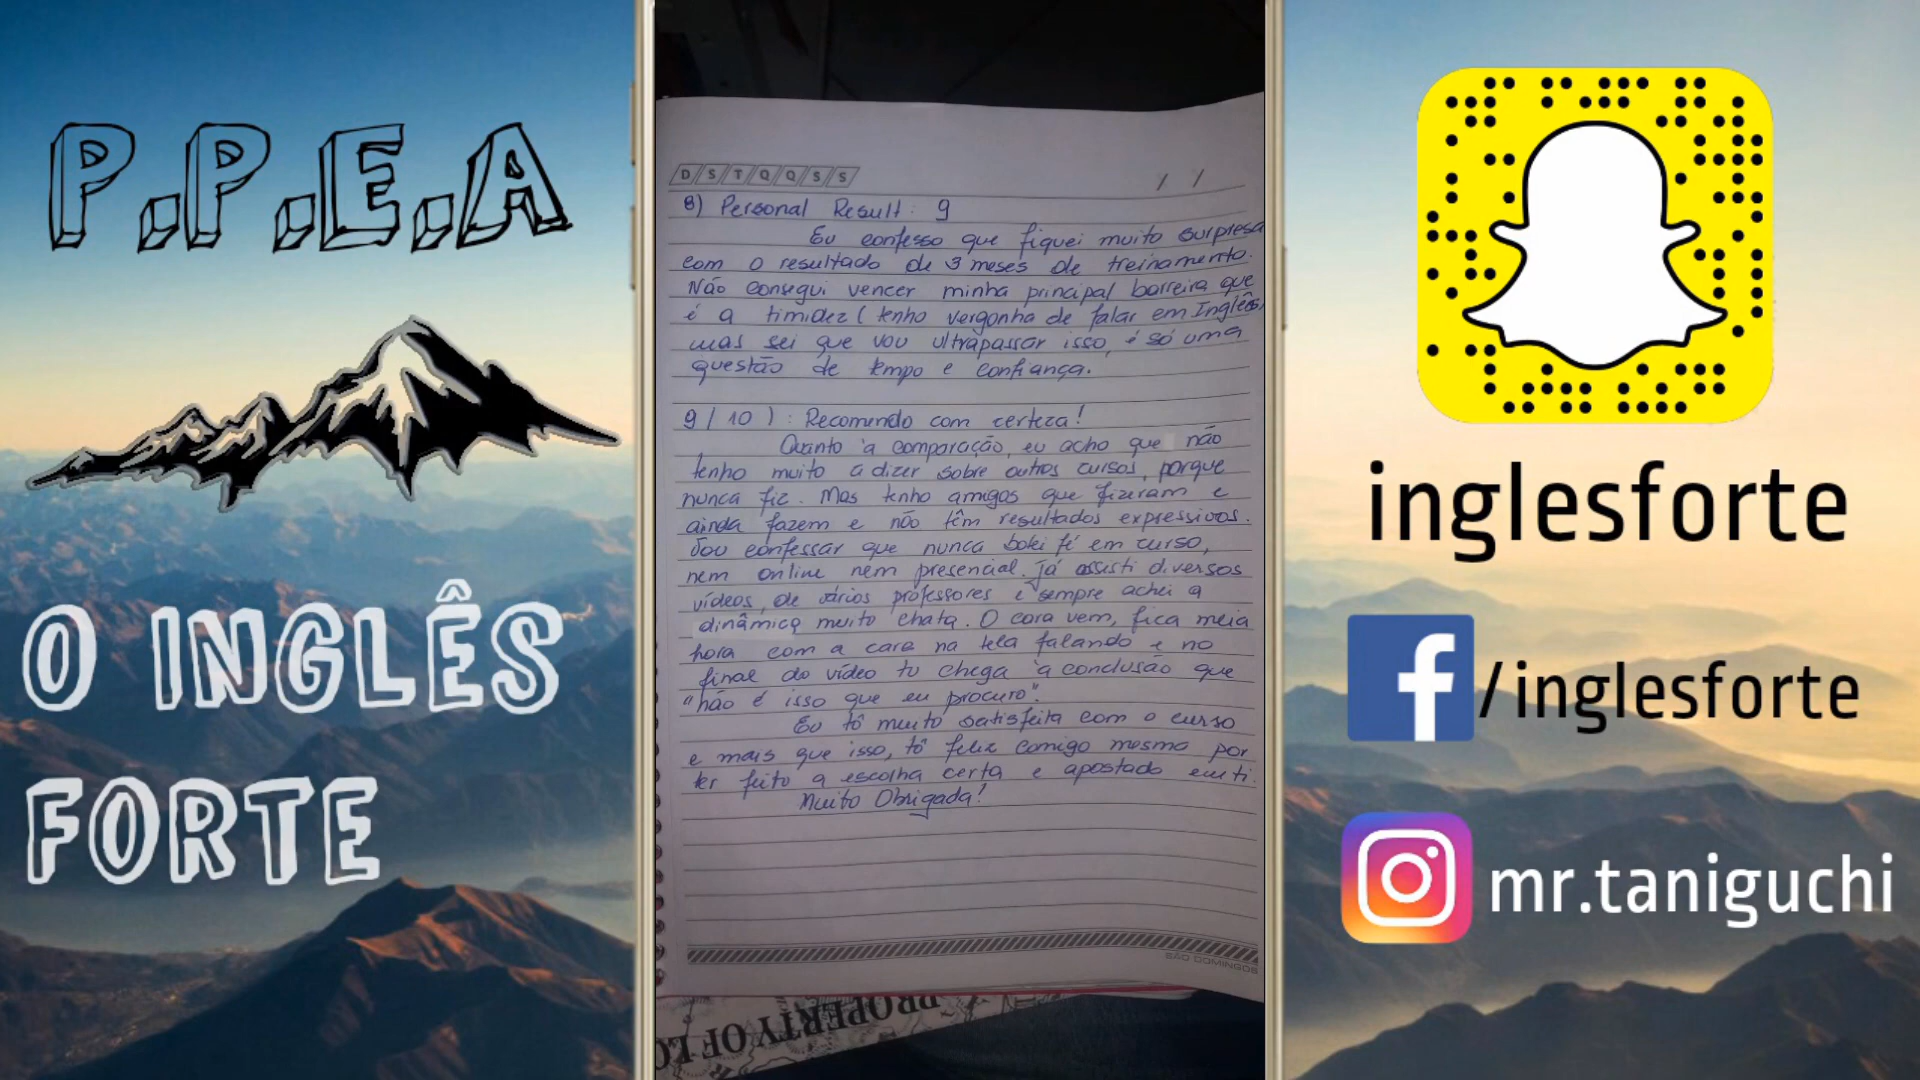 P.P.E.A
O INGLÊS
FORTE
D S T Q Q S S
/ /
8) Personal Result: 9
Eu confesso que fiquei muito surpresa
com o resultado de 3 meses de treinamento.
Não consegui vencer minha principal barreira que
é a timidez (tenho vergonha de falar em Inglês)
mas sei que vou ultrapassar isso, é só uma
questão de tempo e confiança.
9/10): Recomendo com certeza!
Quanto à comparação, eu acho que não
tenho muito a dizer sobre outros cursos, porque
nunca fiz. Mas tenho amigos que fizeram e
ainda fazem e não têm resultados expressivos.
Vou confessar que nunca botei fé em curso,
nem online nem presencial. Já assisti diversos
vídeos, de vários professores e sempre achei a
dinâmica muito chata. O cara vem, fica meia
hora com a cara na tela falando e no
final do vídeo tu chega à conclusão que
"não é isso que eu procuro".
Eu tô muito satisfeita com o curso
e mais que isso, tô feliz comigo mesma por
ter feito a escolha certa e apostado em ti.
Muito Obrigada!
SÃO DOMINGOS
PROPERTY OF LO
inglesforte
/inglesforte
mr.taniguchi